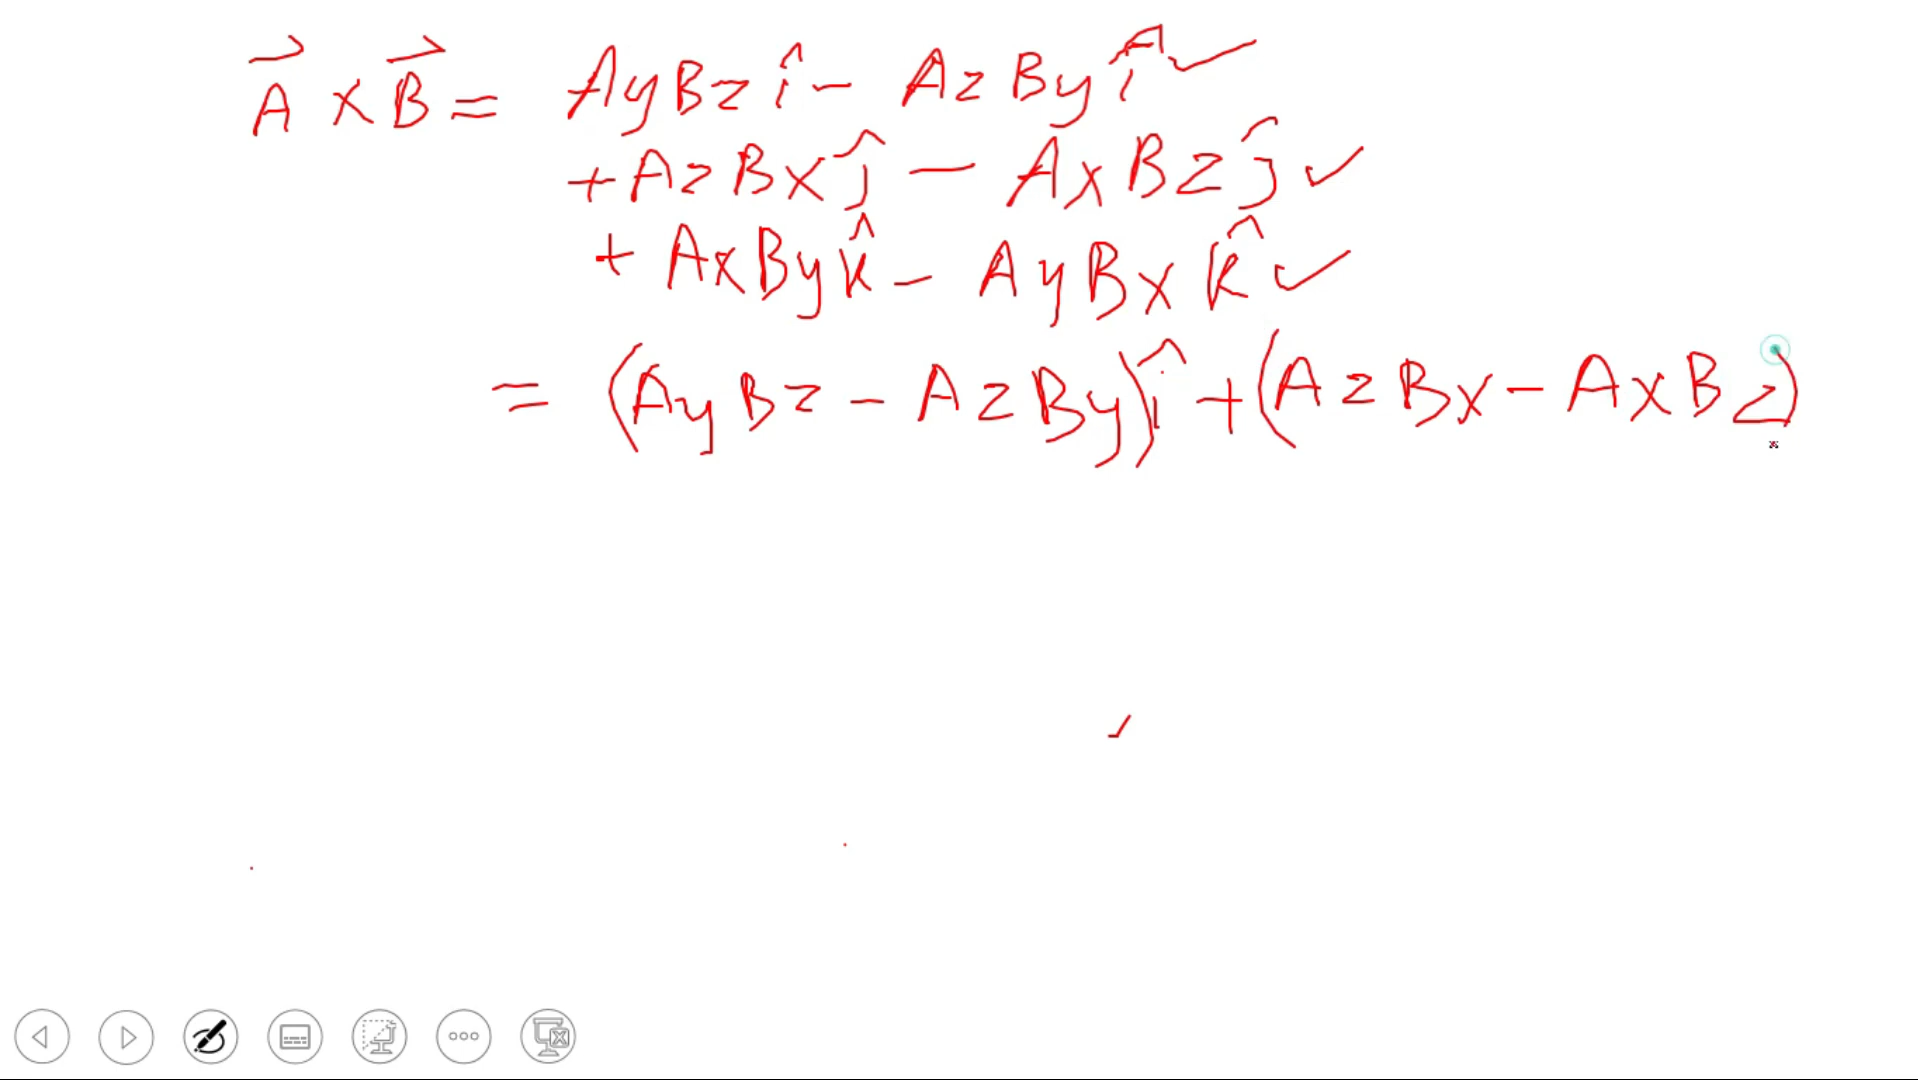 A⃗ × B⃗ = AyBz î − AzBy î ✓
+ AzBx ĵ − AxBz ĵ ✓
+ AxBy k̂ − AyBx k̂ ✓
= (AyBz − AzBy) î + (AzBx − AxBz)